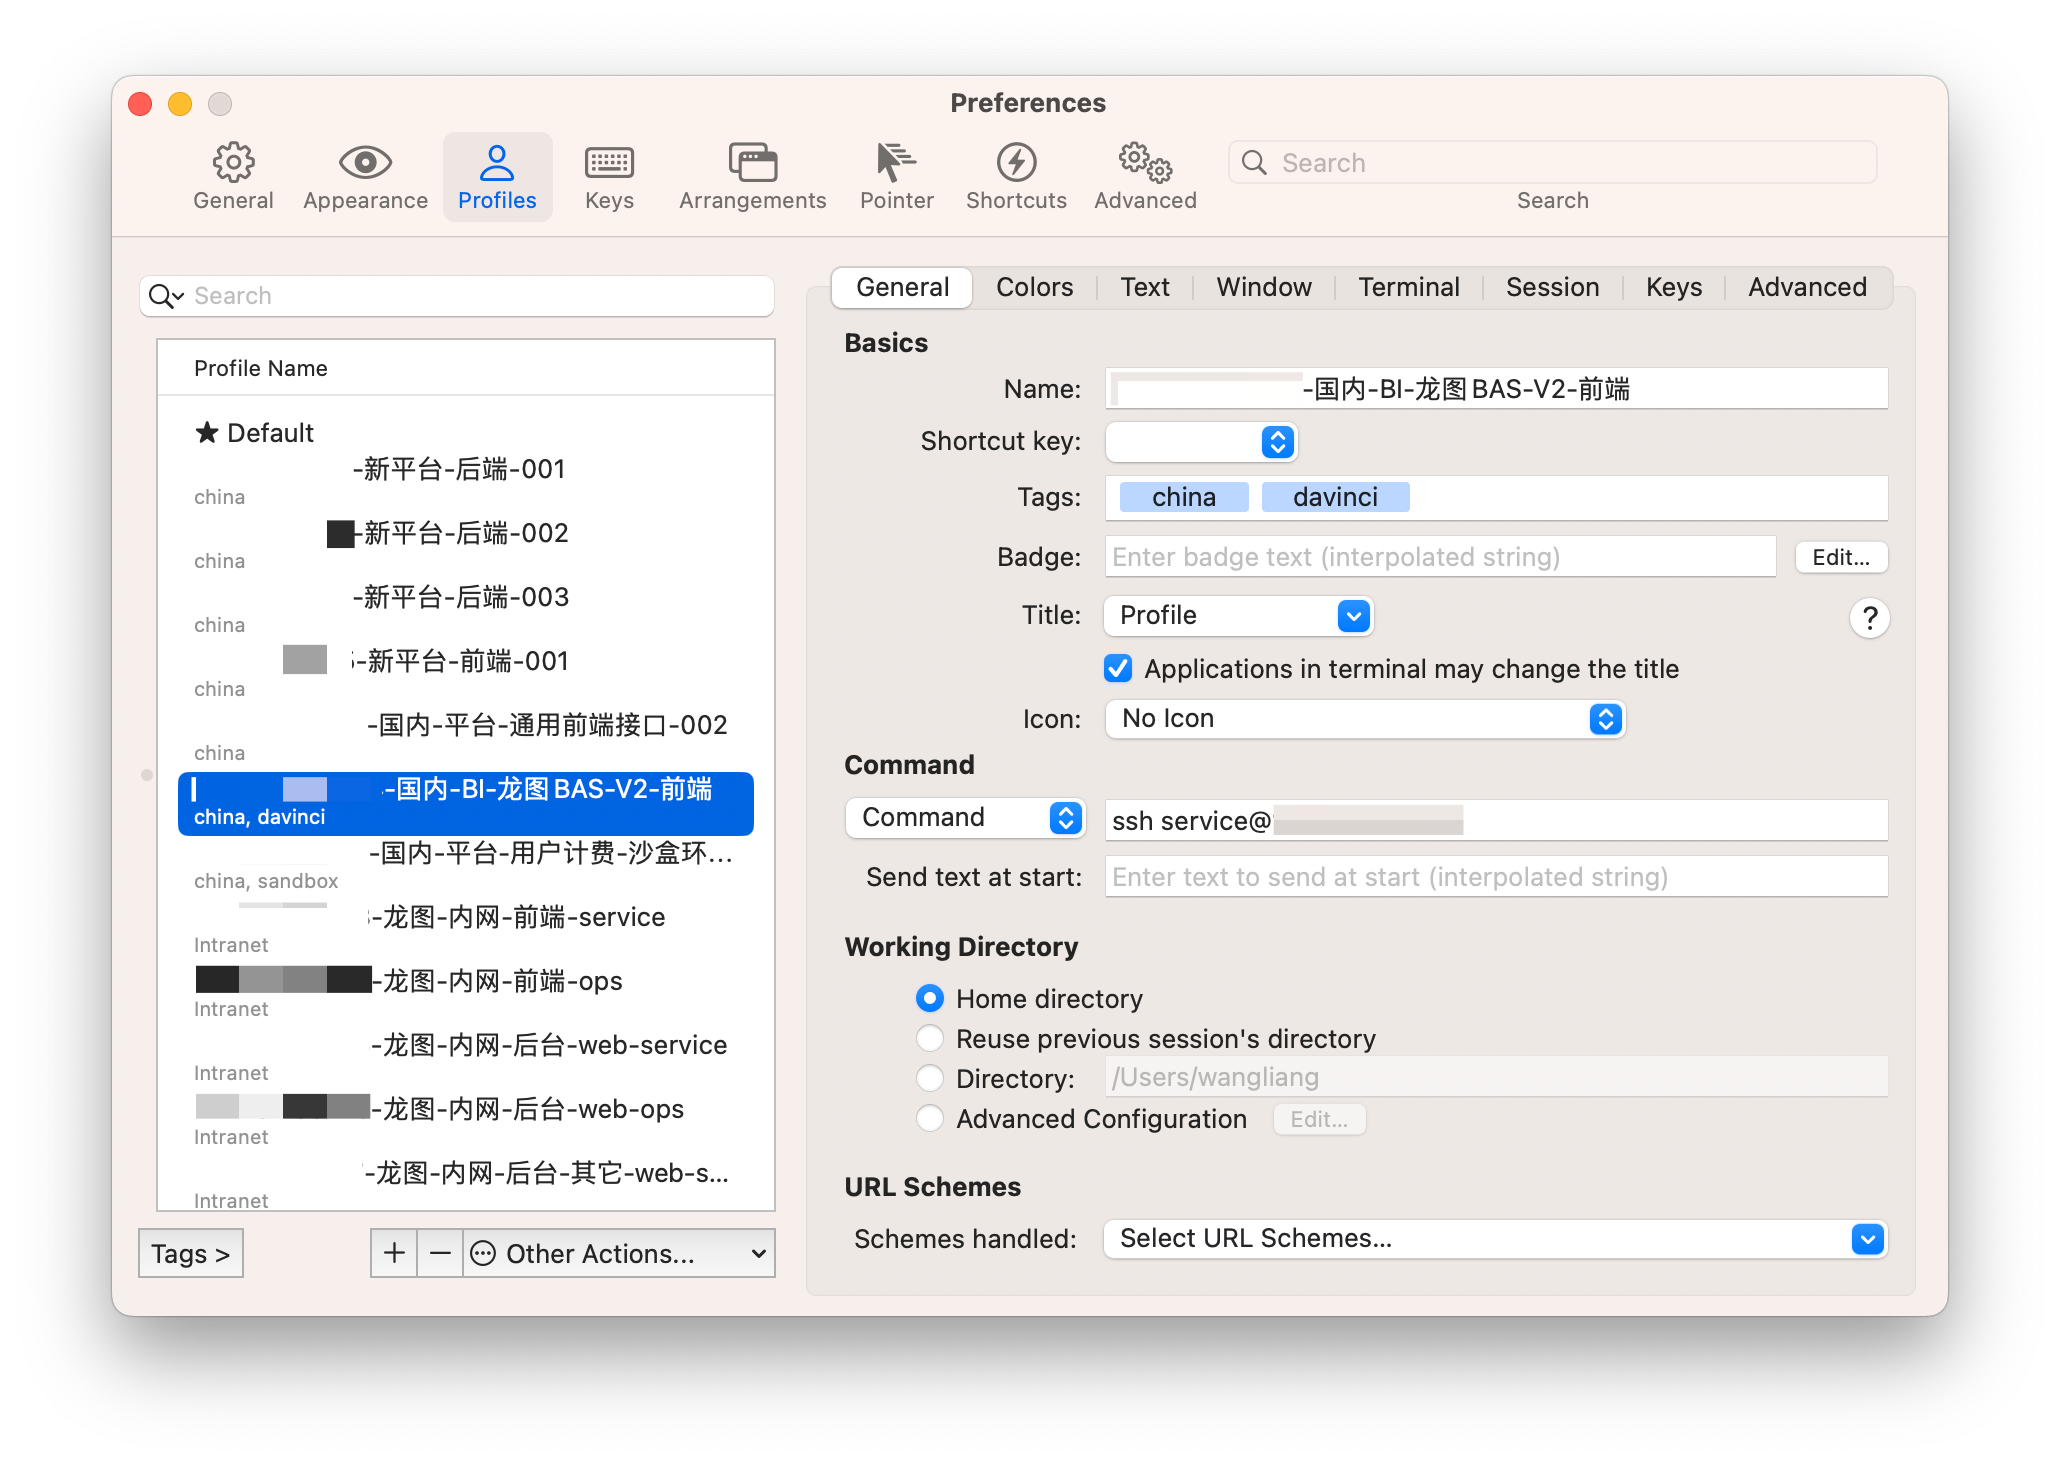 Preferences
General
Appearance
Profiles
Keys
Arrangements
Pointer
Shortcuts
Advanced
Search
Search
Search
Profile Name
★ Default
-新平台-后端-001
china
-新平台-后端-002
china
-新平台-后端-003
china
-新平台-前端-001
china
-国内-平台-通用前端接口-002
china
-国内-BI-龙图BAS-V2-前端
china, davinci
-国内-平台-用户计费-沙盒环...
china, sandbox
-龙图-内网-前端-service
Intranet
-龙图-内网-前端-ops
Intranet
-龙图-内网-后台-web-service
Intranet
-龙图-内网-后台-web-ops
Intranet
-龙图-内网-后台-其它-web-s...
Intranet
Tags >
+ − Other Actions...
General Colors Text Window Terminal Session Keys Advanced
Basics
Name: -国内-BI-龙图BAS-V2-前端
Shortcut key:
Tags: china davinci
Badge: Enter badge text (interpolated string) Edit...
Title: Profile ?
Applications in terminal may change the title
Icon: No Icon
Command
Command ssh service@
Send text at start: Enter text to send at start (interpolated string)
Working Directory
Home directory
Reuse previous session's directory
Directory: /Users/wangliang
Advanced Configuration Edit...
URL Schemes
Schemes handled: Select URL Schemes...